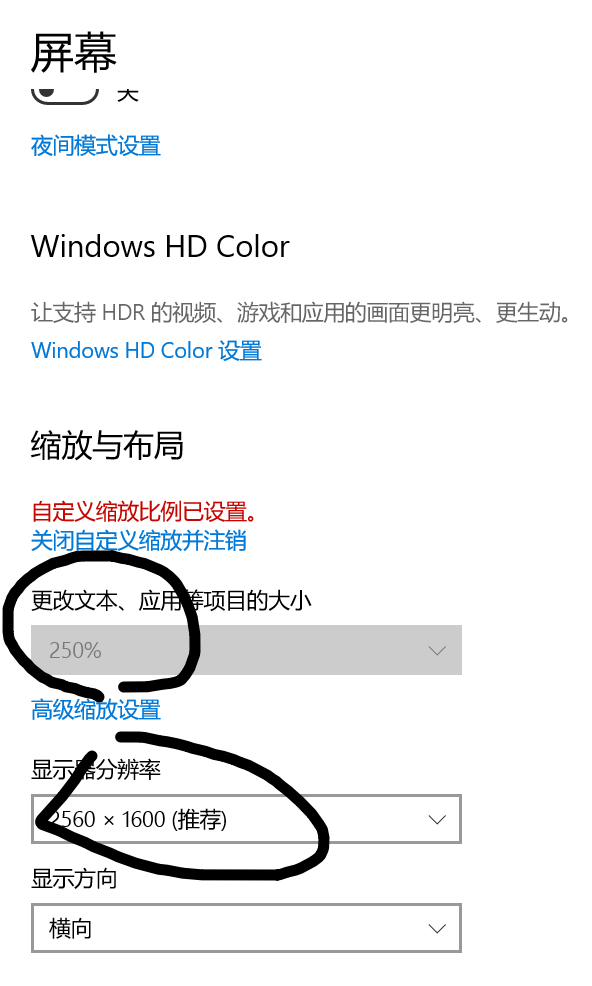 屏幕
关
夜间模式设置
Windows HD Color
让支持 HDR 的视频、游戏和应用的画面更明亮、更生动。
Windows HD Color 设置
缩放与布局
自定义缩放比例已设置。
关闭自定义缩放并注销
更改文本、应用等项目的大小
250%
高级缩放设置
显示器分辨率
2560 × 1600 (推荐)
显示方向
横向